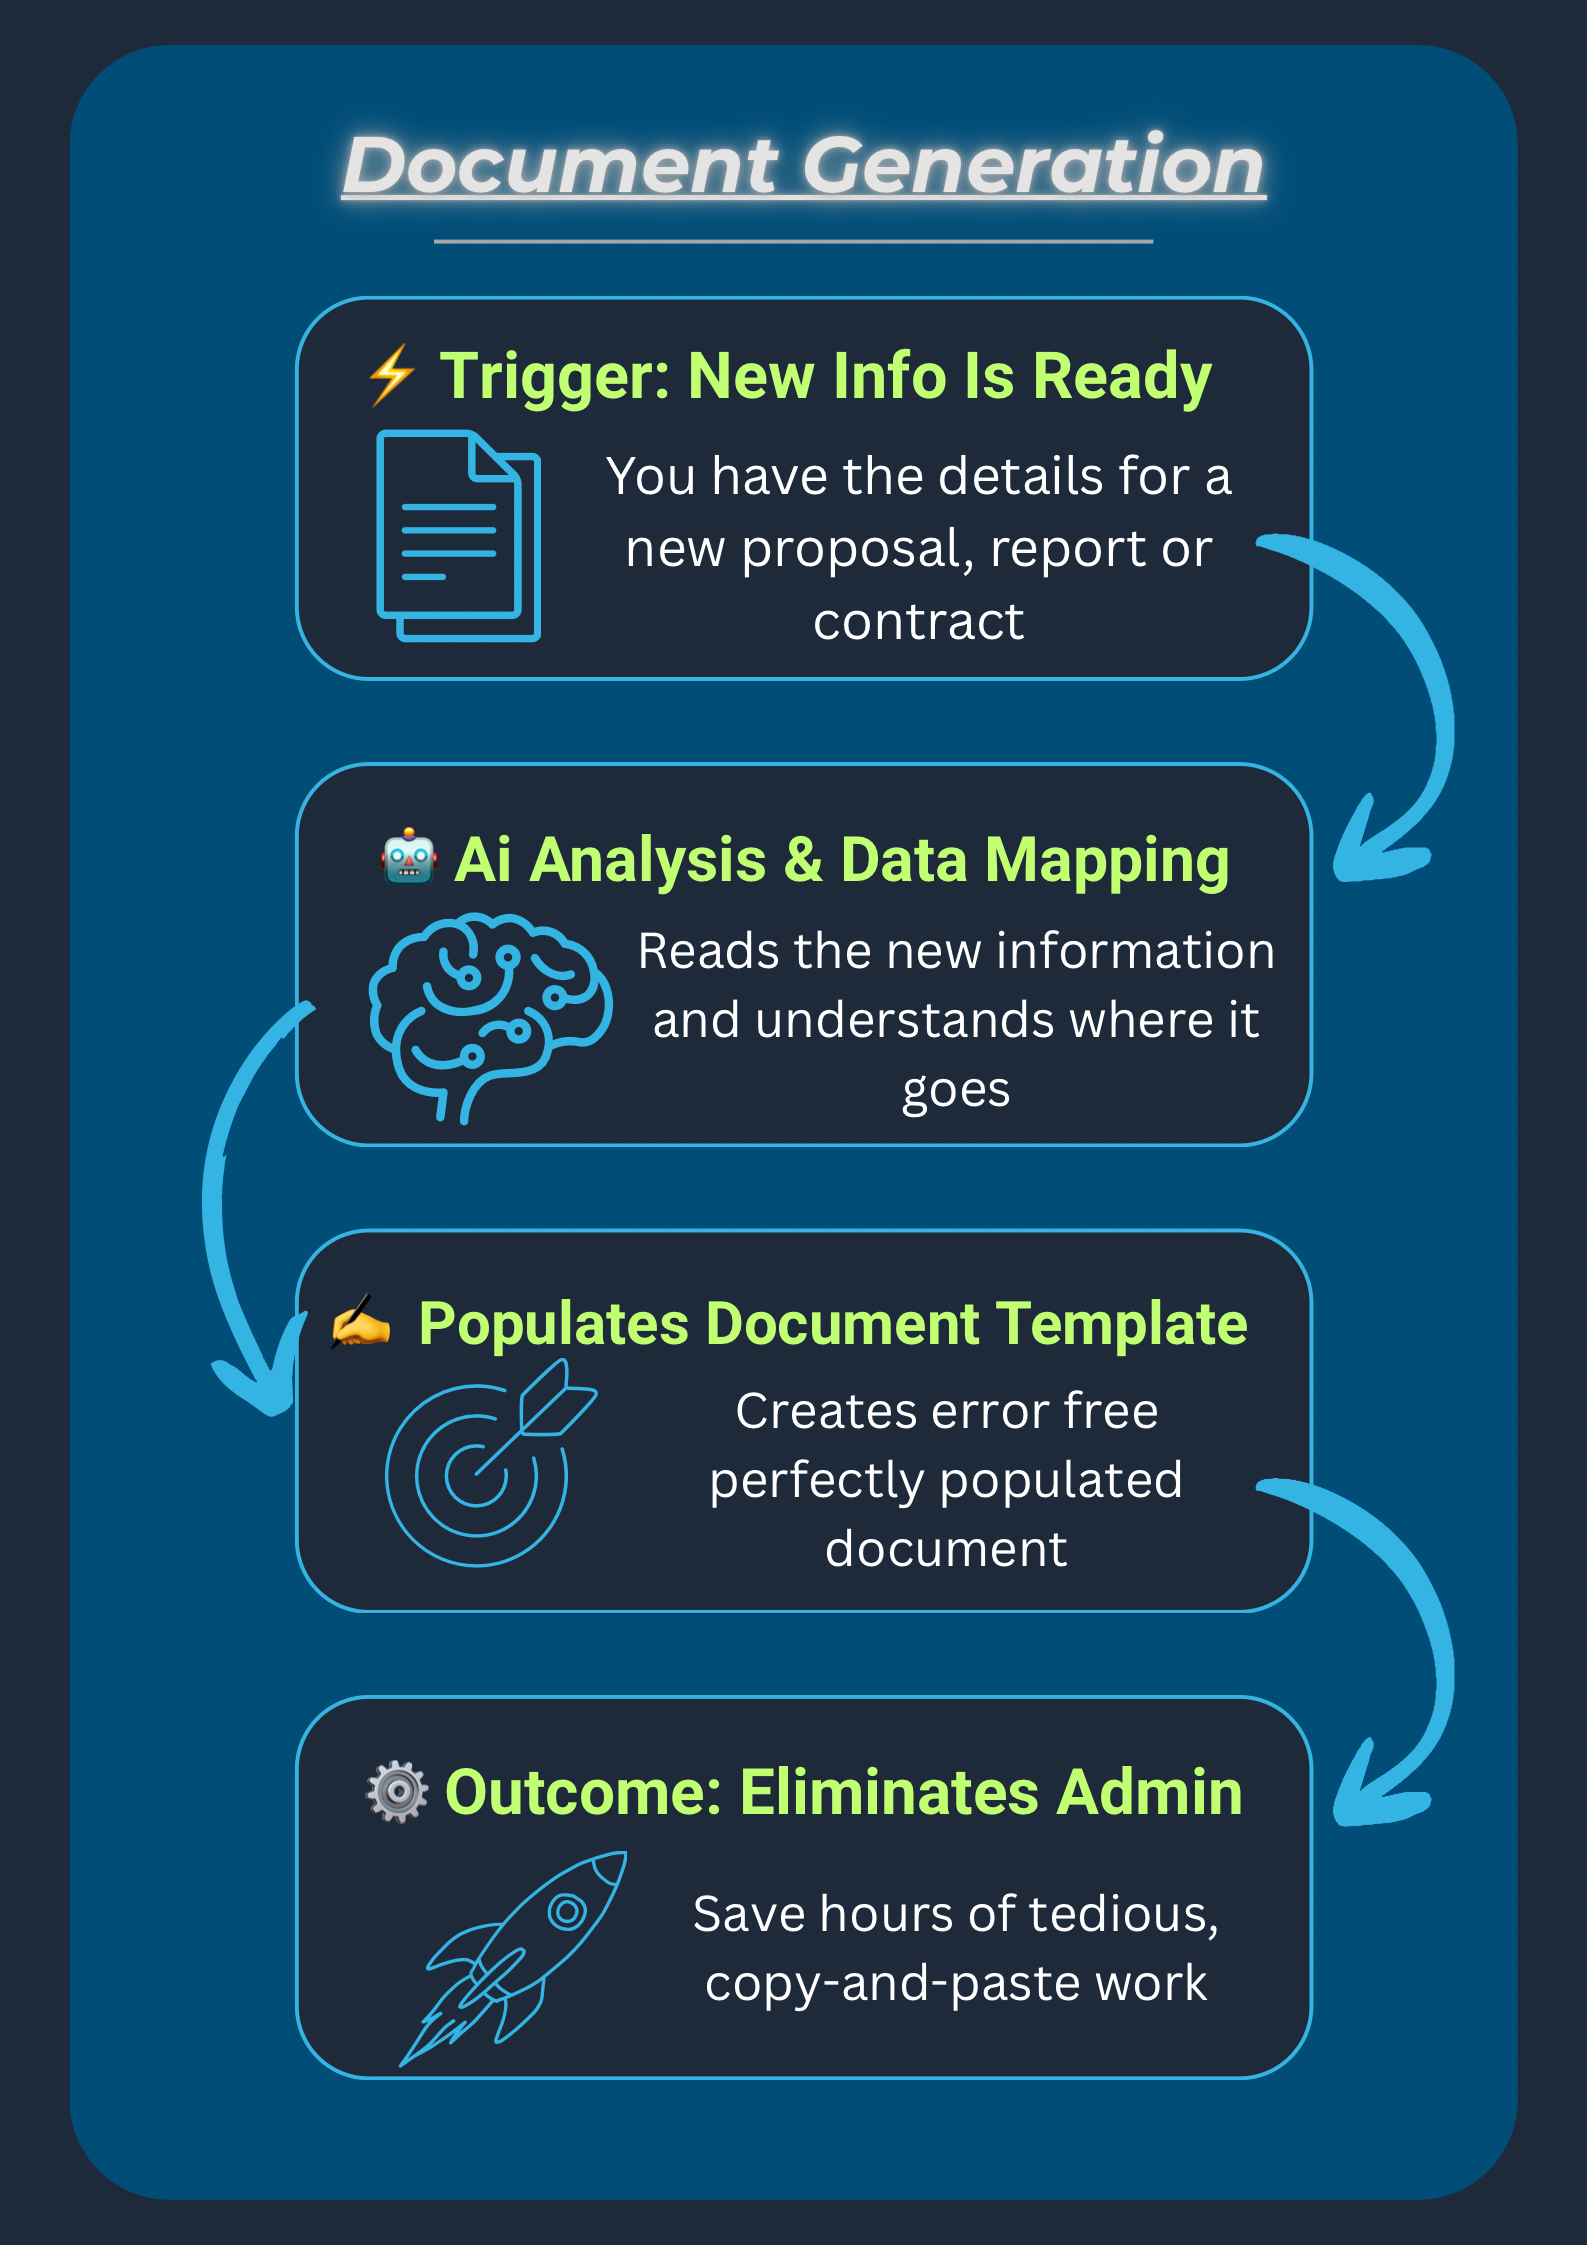 Document Generation
⚡ Trigger: New Info Is Ready
You have the details for a
new proposal, report or
contract
🤖 Ai Analysis & Data Mapping
Reads the new information
and understands where it
goes
✍️ Populates Document Template
Creates error free
perfectly populated
document
⚙️ Outcome: Eliminates Admin
Save hours of tedious,
copy-and-paste work